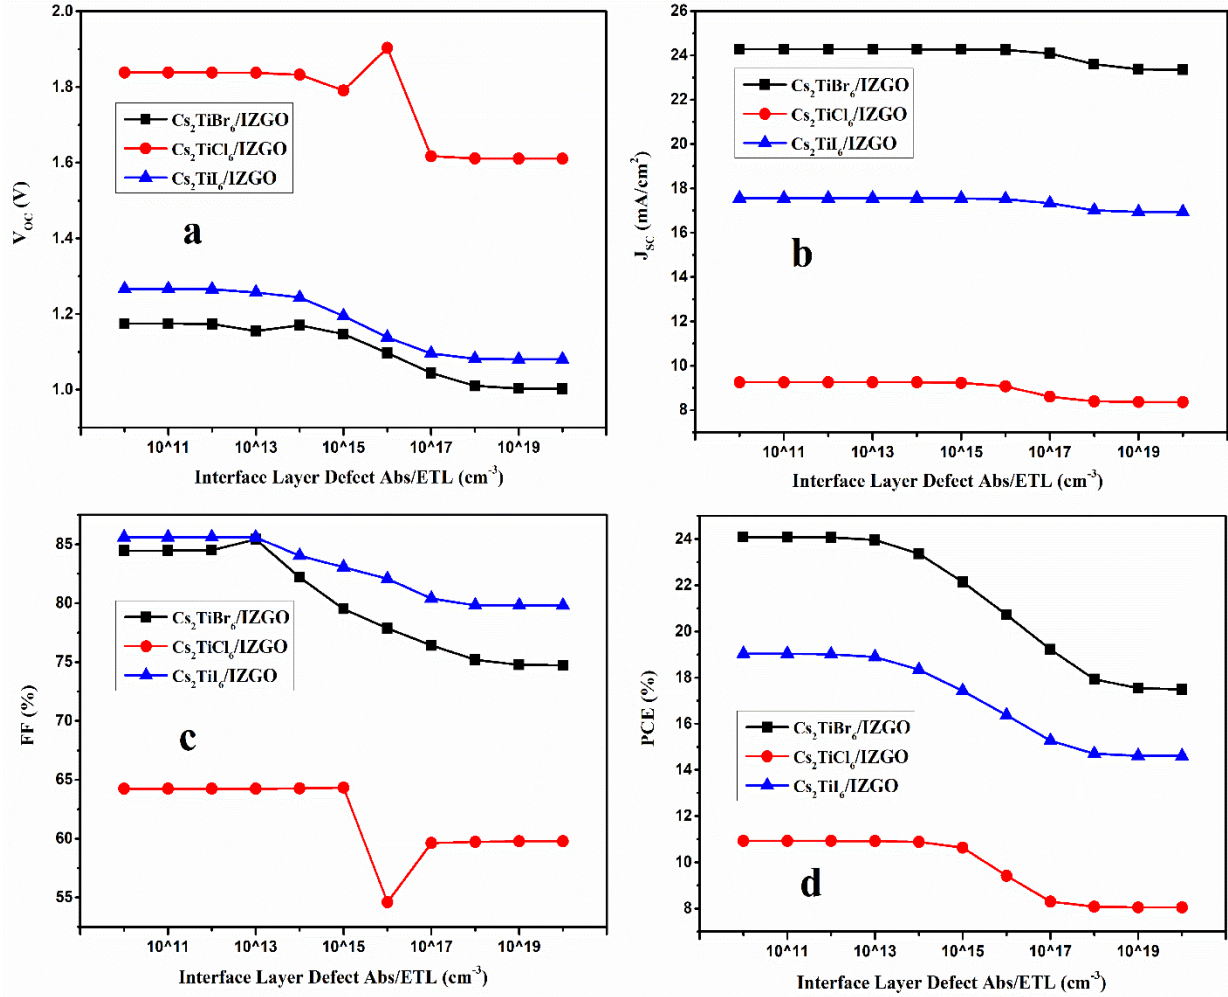 2.0
1.8
1.6
1.4
1.2
1.0
V_OC (V)
Cs₂TiBr₆/IZGO
Cs₂TiCl₆/IZGO
Cs₂TiI₆/IZGO
a
10^11 10^13 10^15 10^17 10^19
Interface Layer Defect Abs/ETL (cm⁻³)
26
24
22
20
18
16
14
12
10
8
J_SC (mA/cm²)
Cs₂TiBr₆/IZGO
Cs₂TiCl₆/IZGO
Cs₂TiI₆/IZGO
b
10^11 10^13 10^15 10^17 10^19
Interface Layer Defect Abs/ETL (cm⁻³)
85
80
75
70
65
60
55
FF (%)
Cs₂TiBr₆/IZGO
Cs₂TiCl₆/IZGO
Cs₂TiI₆/IZGO
c
10^11 10^13 10^15 10^17 10^19
Interface Layer Defect Abs/ETL (cm⁻³)
24
22
20
18
16
14
12
10
8
PCE (%)
Cs₂TiBr₆/IZGO
Cs₂TiCl₆/IZGO
Cs₂TiI₆/IZGO
d
10^11 10^13 10^15 10^17 10^19
Interface Layer Defect Abs/ETL (cm⁻³)